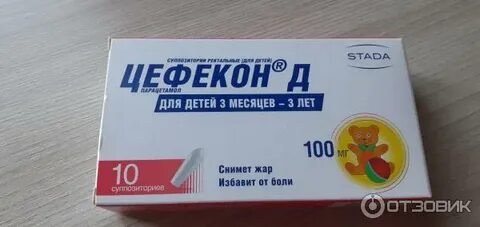 СУППОЗИТОРИИ РЕКТАЛЬНЫЕ (ДЛЯ ДЕТЕЙ)
STADA
ЦЕФЕКОН® Д
ПАРАЦЕТАМОЛ
ДЛЯ ДЕТЕЙ 3 МЕСЯЦЕВ – 3 ЛЕТ
100 МГ
10
суппозиториев
Снимет жар
Избавит от боли
ОТЗОВИК